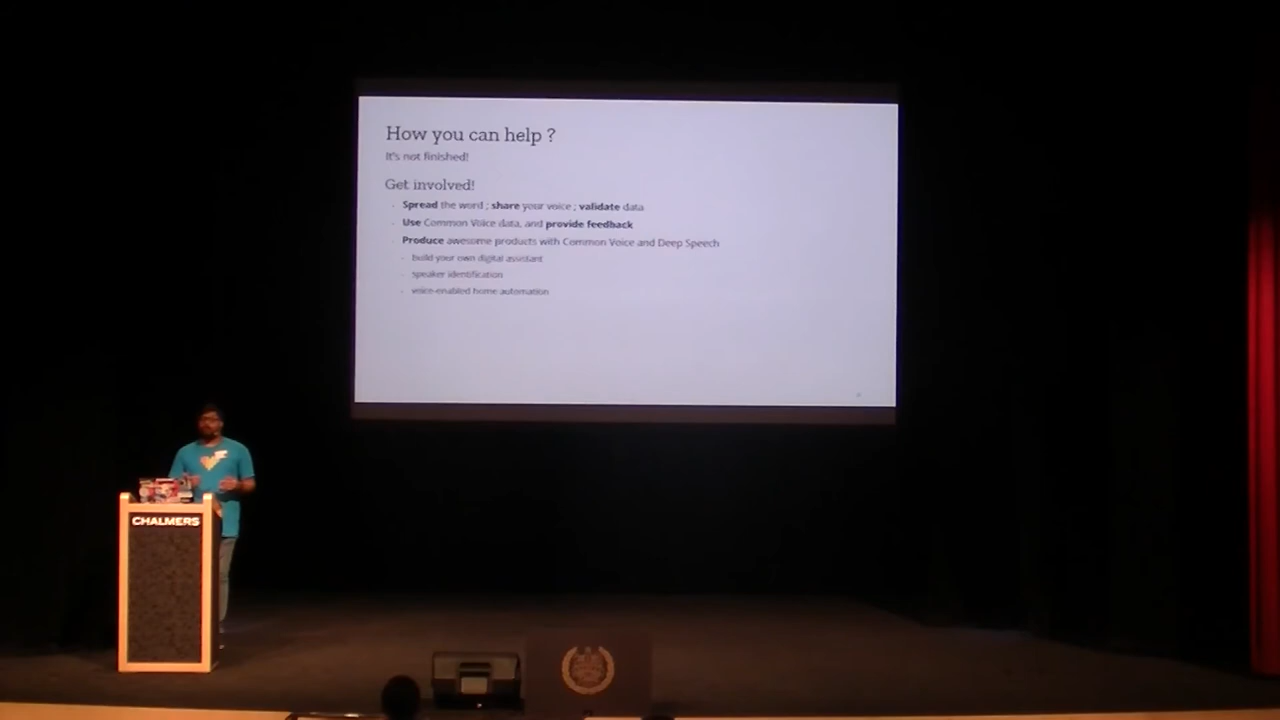 How you can help ?
It's not finished!
Get involved!
Spread the word ; share your voice ; validate data
Use Common Voice data, and provide feedback
Produce awesome products with Common Voice and Deep Speech
build your own digital assistant
speaker identification
voice-enabled home automation
CHALMERS